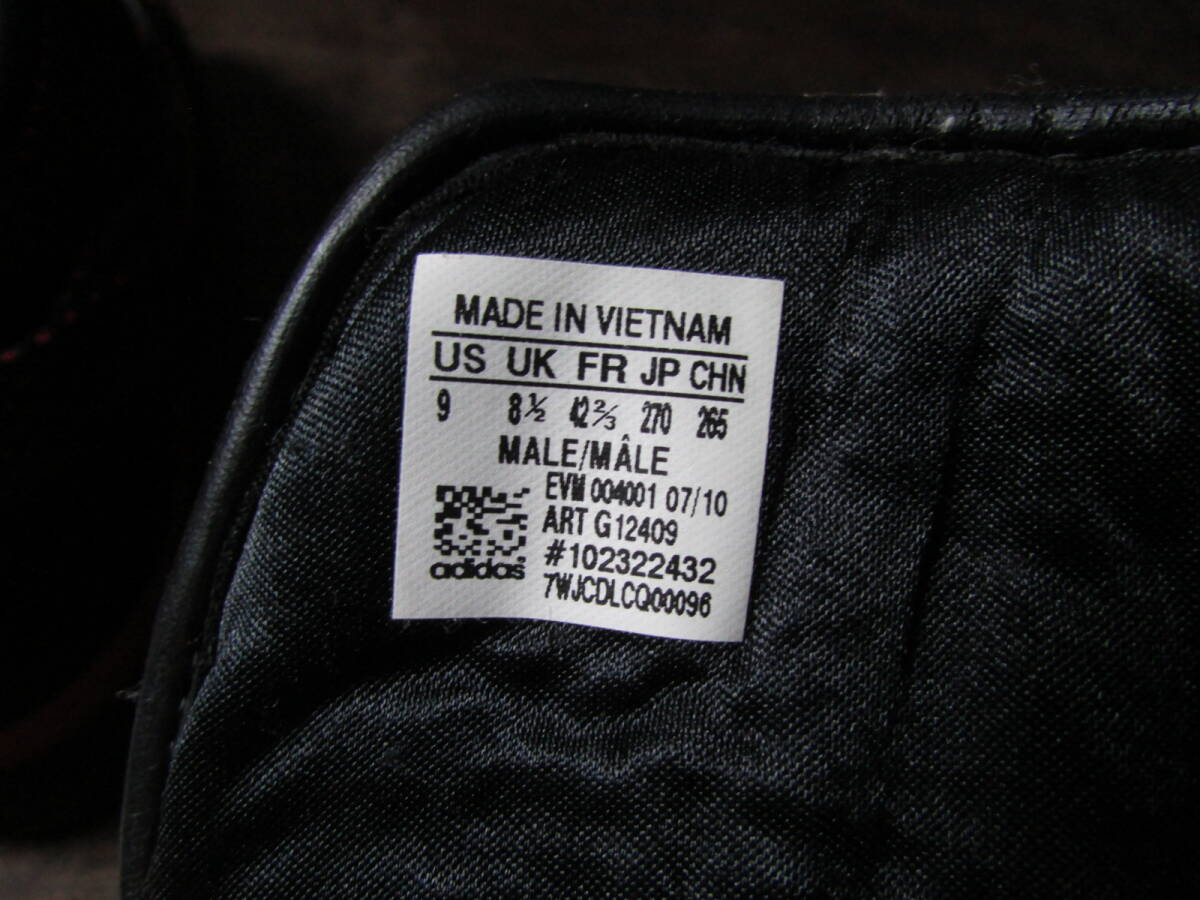 MADE IN VIETNAM
US UK FR JP CHN
9 8½ 42⅔ 270 265
MALE/MÂLE
EVM 004001 07/10
ART G12409
#102322432
adidas
7WJCDLCQ00096